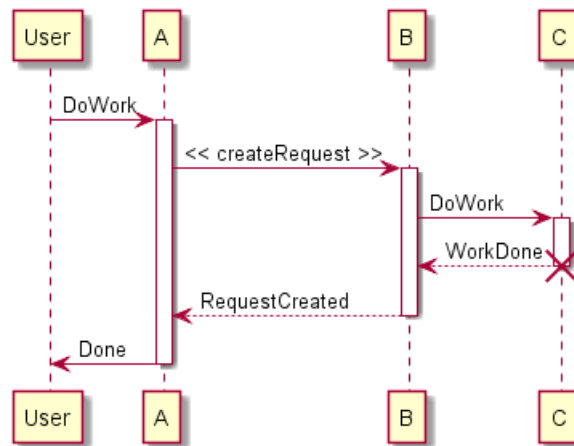 User A B C
DoWork
<< createRequest >>
DoWork
WorkDone
RequestCreated
Done
User A B C